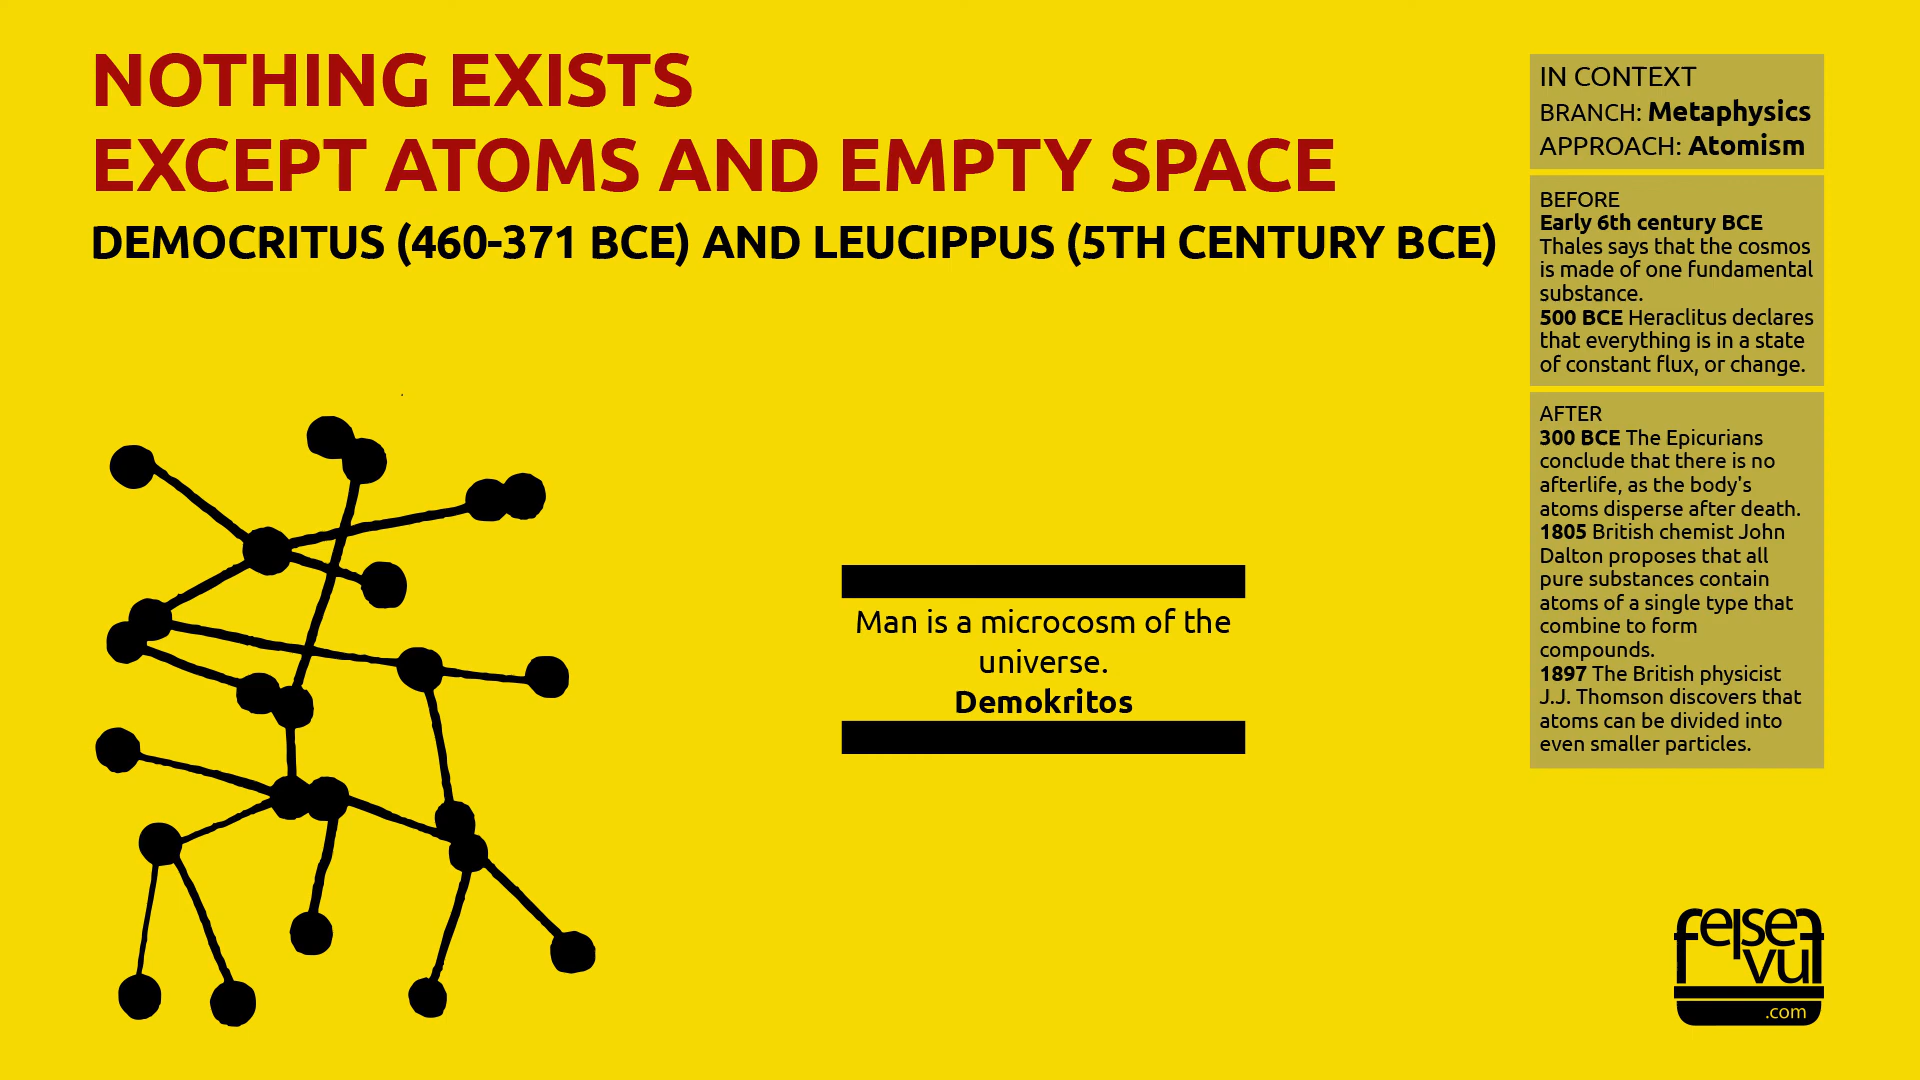 NOTHING EXISTS
EXCEPT ATOMS AND EMPTY SPACE
DEMOCRITUS (460-371 BCE) AND LEUCIPPUS (5TH CENTURY BCE)
Man is a microcosm of the
universe.
Demokritos
IN CONTEXT
BRANCH: Metaphysics
APPROACH: Atomism
BEFORE
Early 6th century BCE
Thales says that the cosmos
is made of one fundamental
substance.
500 BCE Heraclitus declares
that everything is in a state
of constant flux, or change.
AFTER
300 BCE The Epicurians
conclude that there is no
afterlife, as the body's
atoms disperse after death.
1805 British chemist John
Dalton proposes that all
pure substances contain
atoms of a single type that
combine to form
compounds.
1897 The British physicist
J.J. Thomson discovers that
atoms can be divided into
even smaller particles.
felsef
vuf
.com